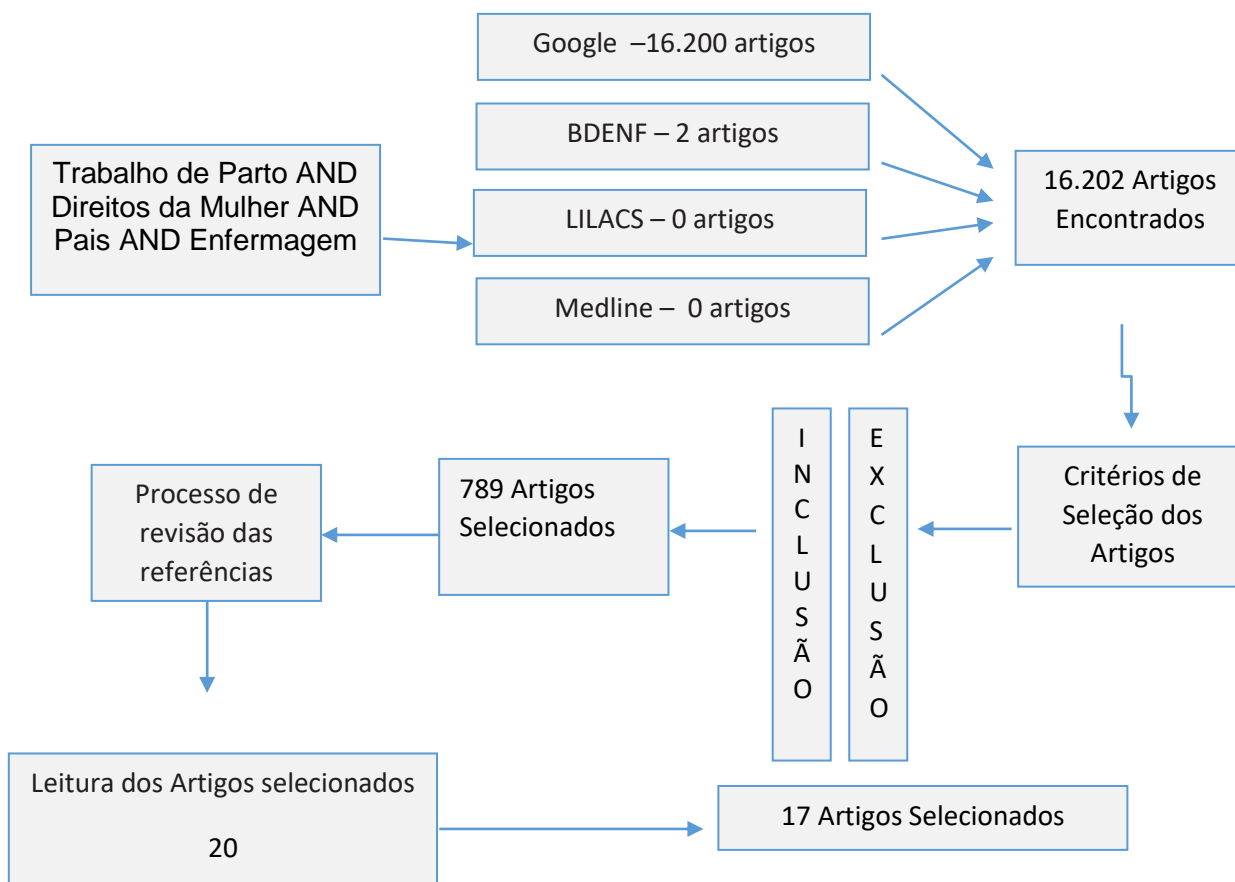 Google –16.200 artigos
BDENF – 2 artigos
LILACS – 0 artigos
Medline – 0 artigos
Trabalho de Parto AND
Direitos da Mulher AND
Pais AND Enfermagem
16.202 Artigos
Encontrados
Critérios de
Seleção dos
Artigos
E
X
C
L
U
S
Ã
O
I
N
C
L
U
S
Ã
O
789 Artigos
Selecionados
Processo de
revisão das
referências
Leitura dos Artigos selecionados
20
17 Artigos Selecionados